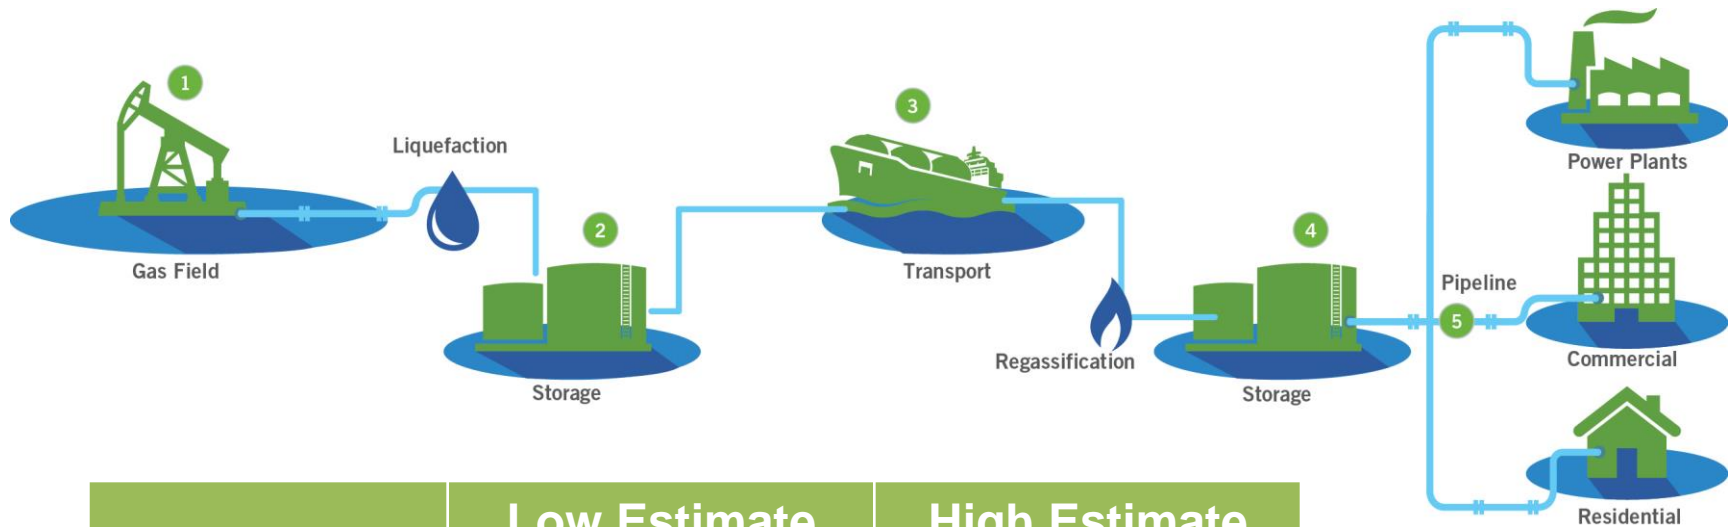 1
Gas Field
Liquefaction
2
Storage
3
Transport
Regassification
4
Storage
Pipeline
5
Power Plants
Commercial
Residential
Low Estimate
High Estimate